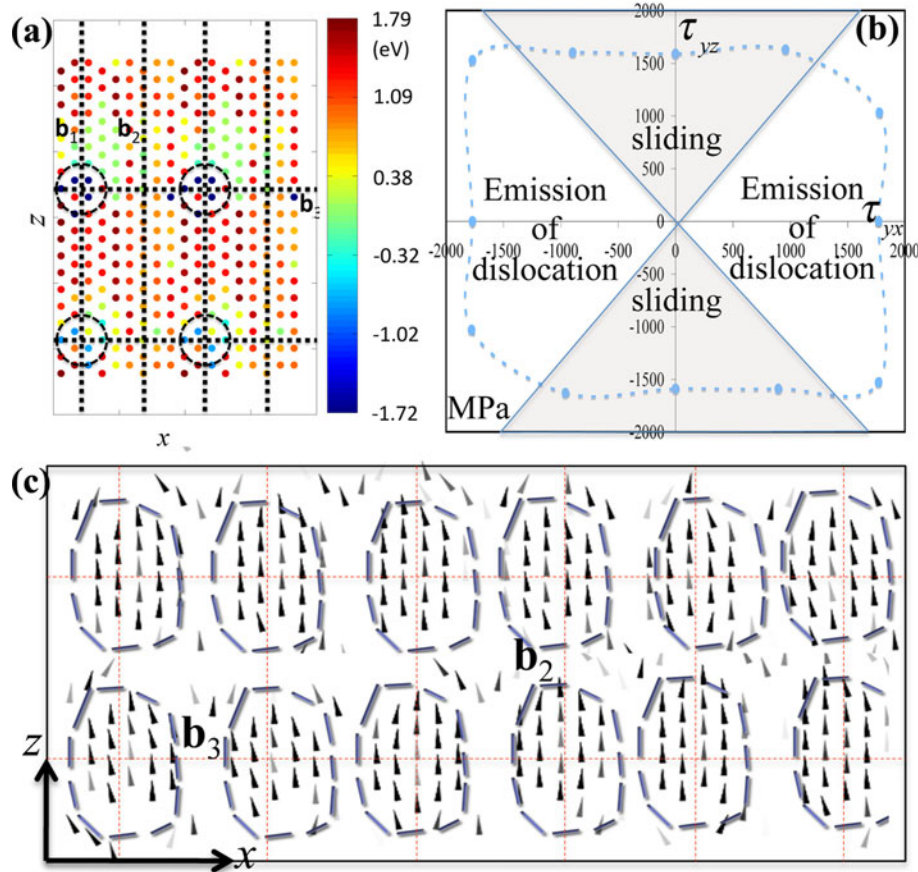 (a)
b1
b2
b3
z
x
1.79
(eV)
1.09
0.38
-0.32
-1.02
-1.72
(b)
2000
τyz
1500
1000
sliding
500
Emission of dislocation
0
Emission of dislocation
τyx
-2000 -1500 -1000 -500 0 500 1000 1500 2000
-500
sliding
-1000
-1500
MPa
-2000
(c)
b2
b3
z
x